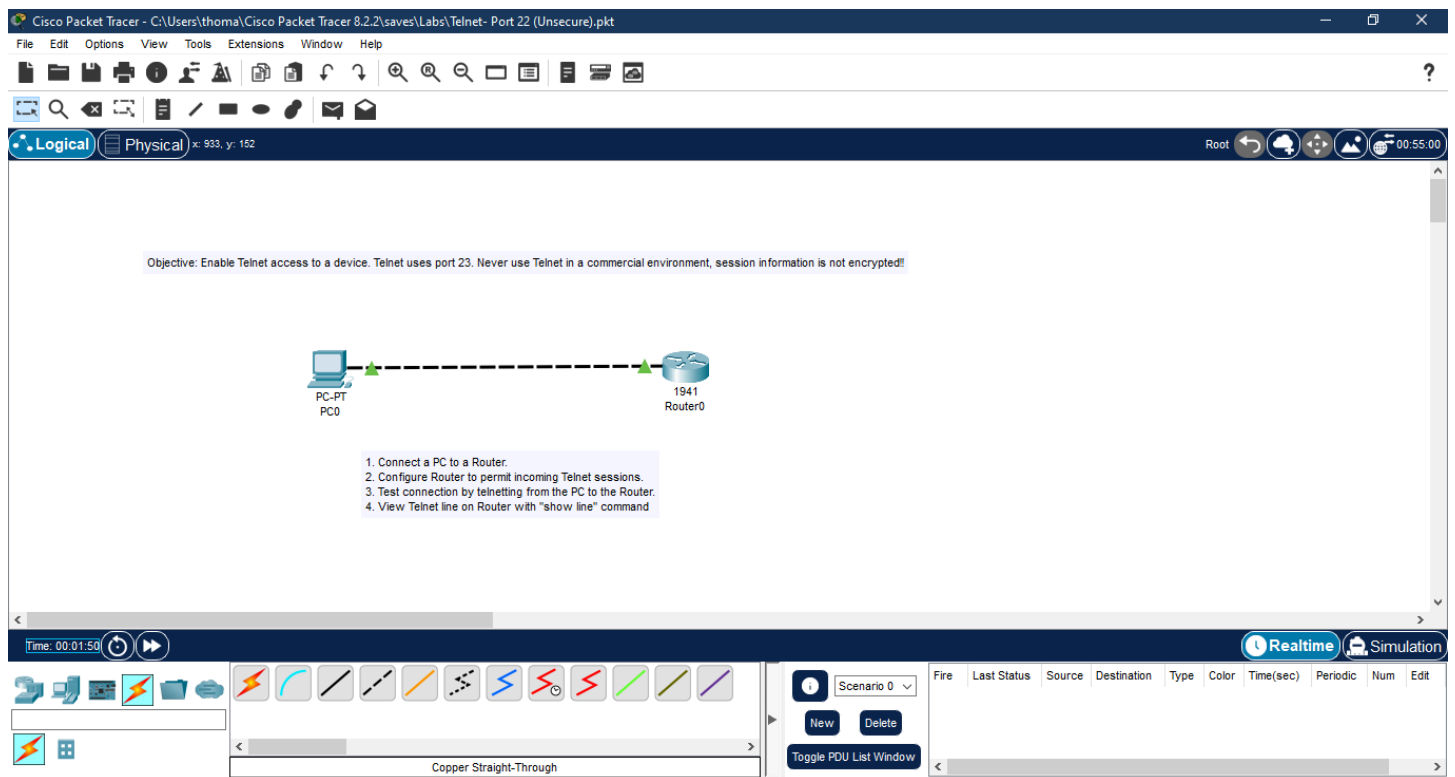 Cisco Packet Tracer - C:\Users\thoma\Cisco Packet Tracer 8.2.2\saves\Labs\Telnet- Port 22 (Unsecure).pkt
File Edit Options View Tools Extensions Window Help
Logical Physical x: 933, y: 152 Root 00:55:00
Objective: Enable Telnet access to a device. Telnet uses port 23. Never use Telnet in a commercial environment, session information is not encrypted!!
PC-PT
PC0
1941
Router0
1. Connect a PC to a Router.
2. Configure Router to permit incoming Telnet sessions.
3. Test connection by telnetting from the PC to the Router.
4. View Telnet line on Router with "show line" command
Time: 00:01:50 Realtime Simulation
Scenario 0
Fire Last Status Source Destination Type Color Time(sec) Periodic Num Edit
New Delete
Toggle PDU List Window
Copper Straight-Through